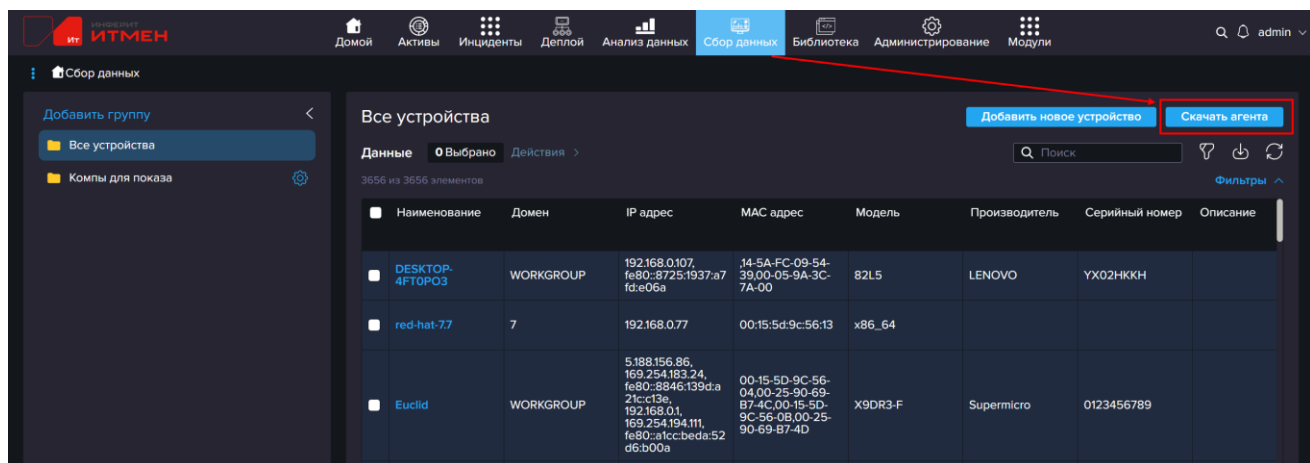 ИНФЕРИТ
Ит ИТМЕН
Домой Активы Инциденты Деплой Анализ данных Сбор данных Библиотека Администрирование Модули admin
Сбор данных
Добавить группу
Все устройства
Компы для показа
Все устройства Добавить новое устройство Скачать агента
Данные 0 Выбрано Действия > Поиск
3656 из 3656 элементов Фильтры
Наименование Домен IP адрес MAC адрес Модель Производитель Серийный номер Описание
DESKTOP-
4FT0PO3
WORKGROUP
192.168.0.107,
fe80::8725:1937:a7
fd:e06a
,14-5A-FC-09-54-
39,00-05-9A-3C-
7A-00
82L5
LENOVO
YX02HKKH
red-hat-7.7 7 192.168.0.77 00:15:5d:9c:56:13 x86_64
Euclid
WORKGROUP
5.188.156.86,
169.254.183.24,
fe80::8846:139d:a
21c:c13e,
192.168.0.1,
169.254.194.111,
fe80::a1cc:beda:52
d6:b00a
00-15-5D-9C-56-
04,00-25-90-69-
B7-4C,00-15-5D-
9C-56-0B,00-25-
90-69-B7-4D
X9DR3-F
Supermicro
0123456789